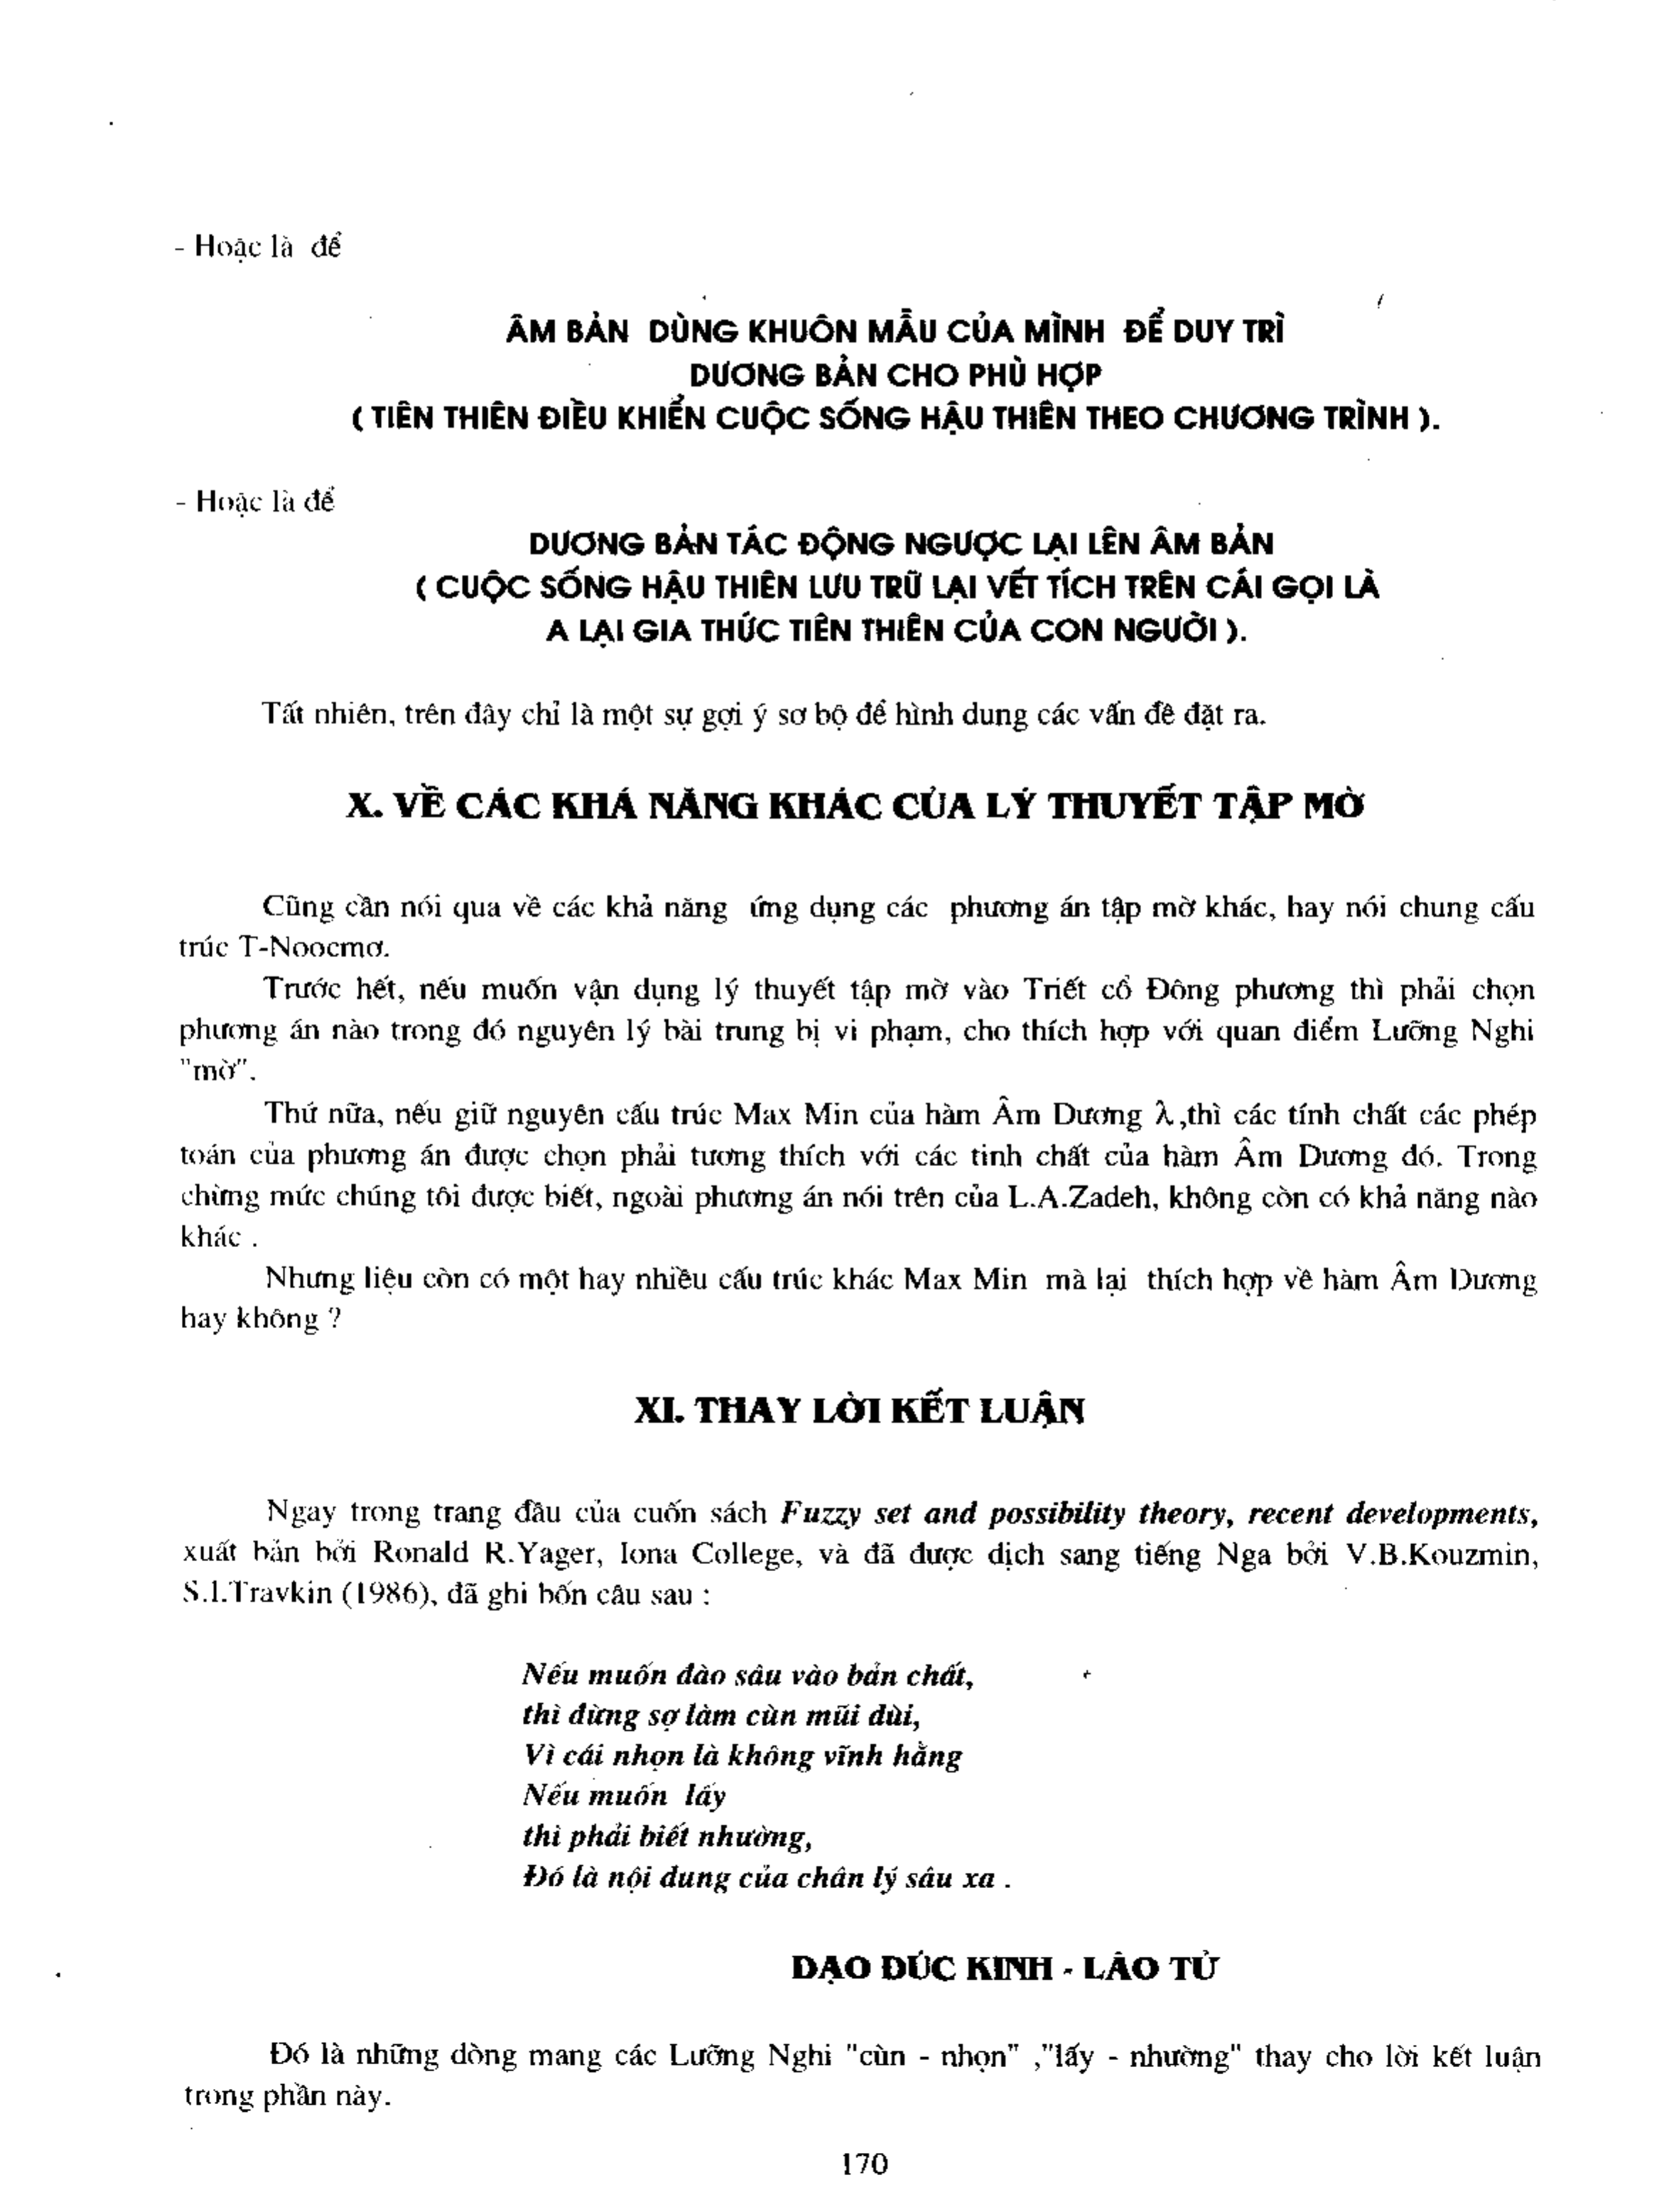 - Hoặc là để
ÂM BẢN DÙNG KHUÔN MẪU CỦA MÌNH ĐỂ DUY TRÌ
DƯƠNG BẢN CHO PHÙ HỢP
( TIÊN THIÊN ĐIỀU KHIỂN CUỘC SỐNG HẬU THIÊN THEO CHƯƠNG TRÌNH ).
- Hoặc là để
DƯƠNG BẢN TÁC ĐỘNG NGƯỢC LẠI LÊN ÂM BẢN
( CUỘC SỐNG HẬU THIÊN LƯU TRỮ LẠI VẾT TÍCH TRÊN CÁI GỌI LÀ
A LẠI GIA THỨC TIÊN THIÊN CỦA CON NGƯỜI ).
Tất nhiên, trên đây chỉ là một sự gợi ý sơ bộ để hình dung các vấn đề đặt ra.
X. VỀ CÁC KHẢ NĂNG KHÁC CỦA LÝ THUYẾT TẬP MỜ
Cũng cần nói qua về các khả năng ứng dụng các phương án tập mờ khác, hay nói chung cấu
trúc T-Noocmơ.
Trước hết, nếu muốn vận dụng lý thuyết tập mờ vào Triết cổ Đông phương thì phải chọn
phương án nào trong đó nguyên lý bài trung bị vi phạm, cho thích hợp với quan điểm Lưỡng Nghi
"mờ".
Thứ nữa, nếu giữ nguyên cấu trúc Max Min của hàm Âm Dương λ,thì các tính chất các phép
toán của phương án được chọn phải tương thích với các tinh chất của hàm Âm Dương đó. Trong
chừng mức chúng tôi được biết, ngoài phương án nói trên của L.A.Zadeh, không còn có khả năng nào
khác .
Nhưng liệu còn có một hay nhiều cấu trúc khác Max Min mà lại thích hợp về hàm Âm Dương
hay không ?
XI. THAY LỜI KẾT LUẬN
Ngay trong trang đầu của cuốn sách Fuzzy set and possibility theory, recent developments,
xuất bản bởi Ronald R.Yager, Iona College, và đã được dịch sang tiếng Nga bởi V.B.Kouzmin,
S.I.Travkin (1986), đã ghi bốn câu sau :
Nếu muốn đào sâu vào bản chất,
thì đừng sợ làm cùn mũi dùi,
Vì cái nhọn là không vĩnh hằng
Nếu muốn lấy
thì phải biết nhường,
Đó là nội dung của chân lý sâu xa .
DẠO ĐỨC KINH - LÃO TỬ
Đó là những dòng mang các Lưỡng Nghi "cùn - nhọn" ,"lấy - nhường" thay cho lời kết luận
trong phần này.
170